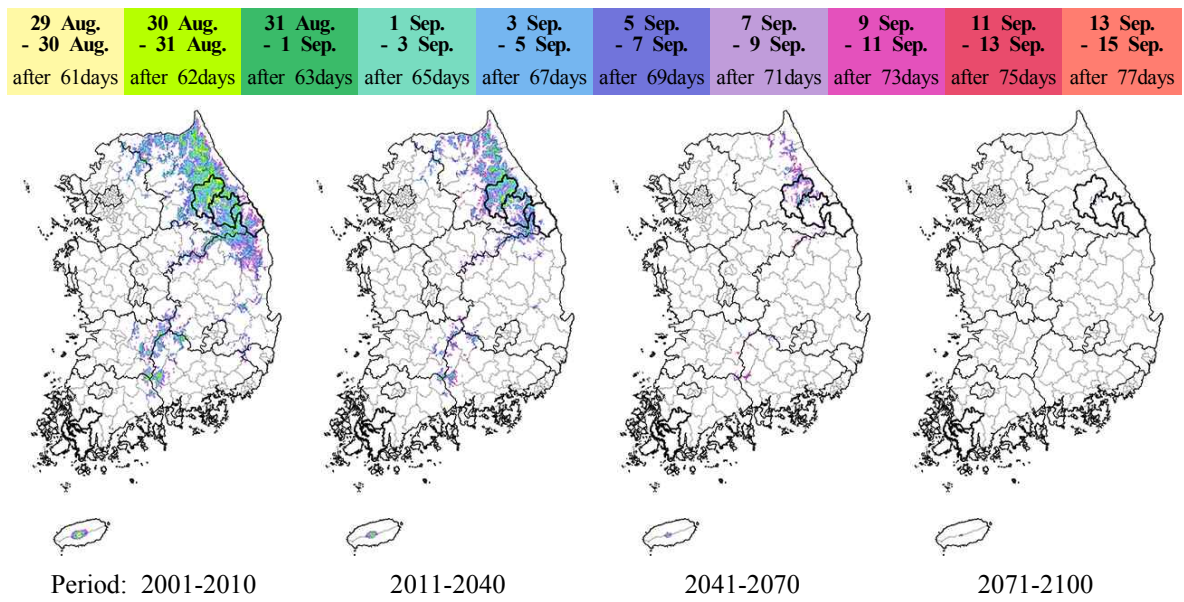 29 Aug. 30 Aug. 31 Aug. 1 Sep. 3 Sep. 5 Sep. 7 Sep. 9 Sep. 11 Sep. 13 Sep.
- 30 Aug. - 31 Aug. - 1 Sep. - 3 Sep. - 5 Sep. - 7 Sep. - 9 Sep. - 11 Sep. - 13 Sep. - 15 Sep.
after 61days after 62days after 63days after 65days after 67days after 69days after 71days after 73days after 75days after 77days
Period: 2001-2010 2011-2040 2041-2070 2071-2100